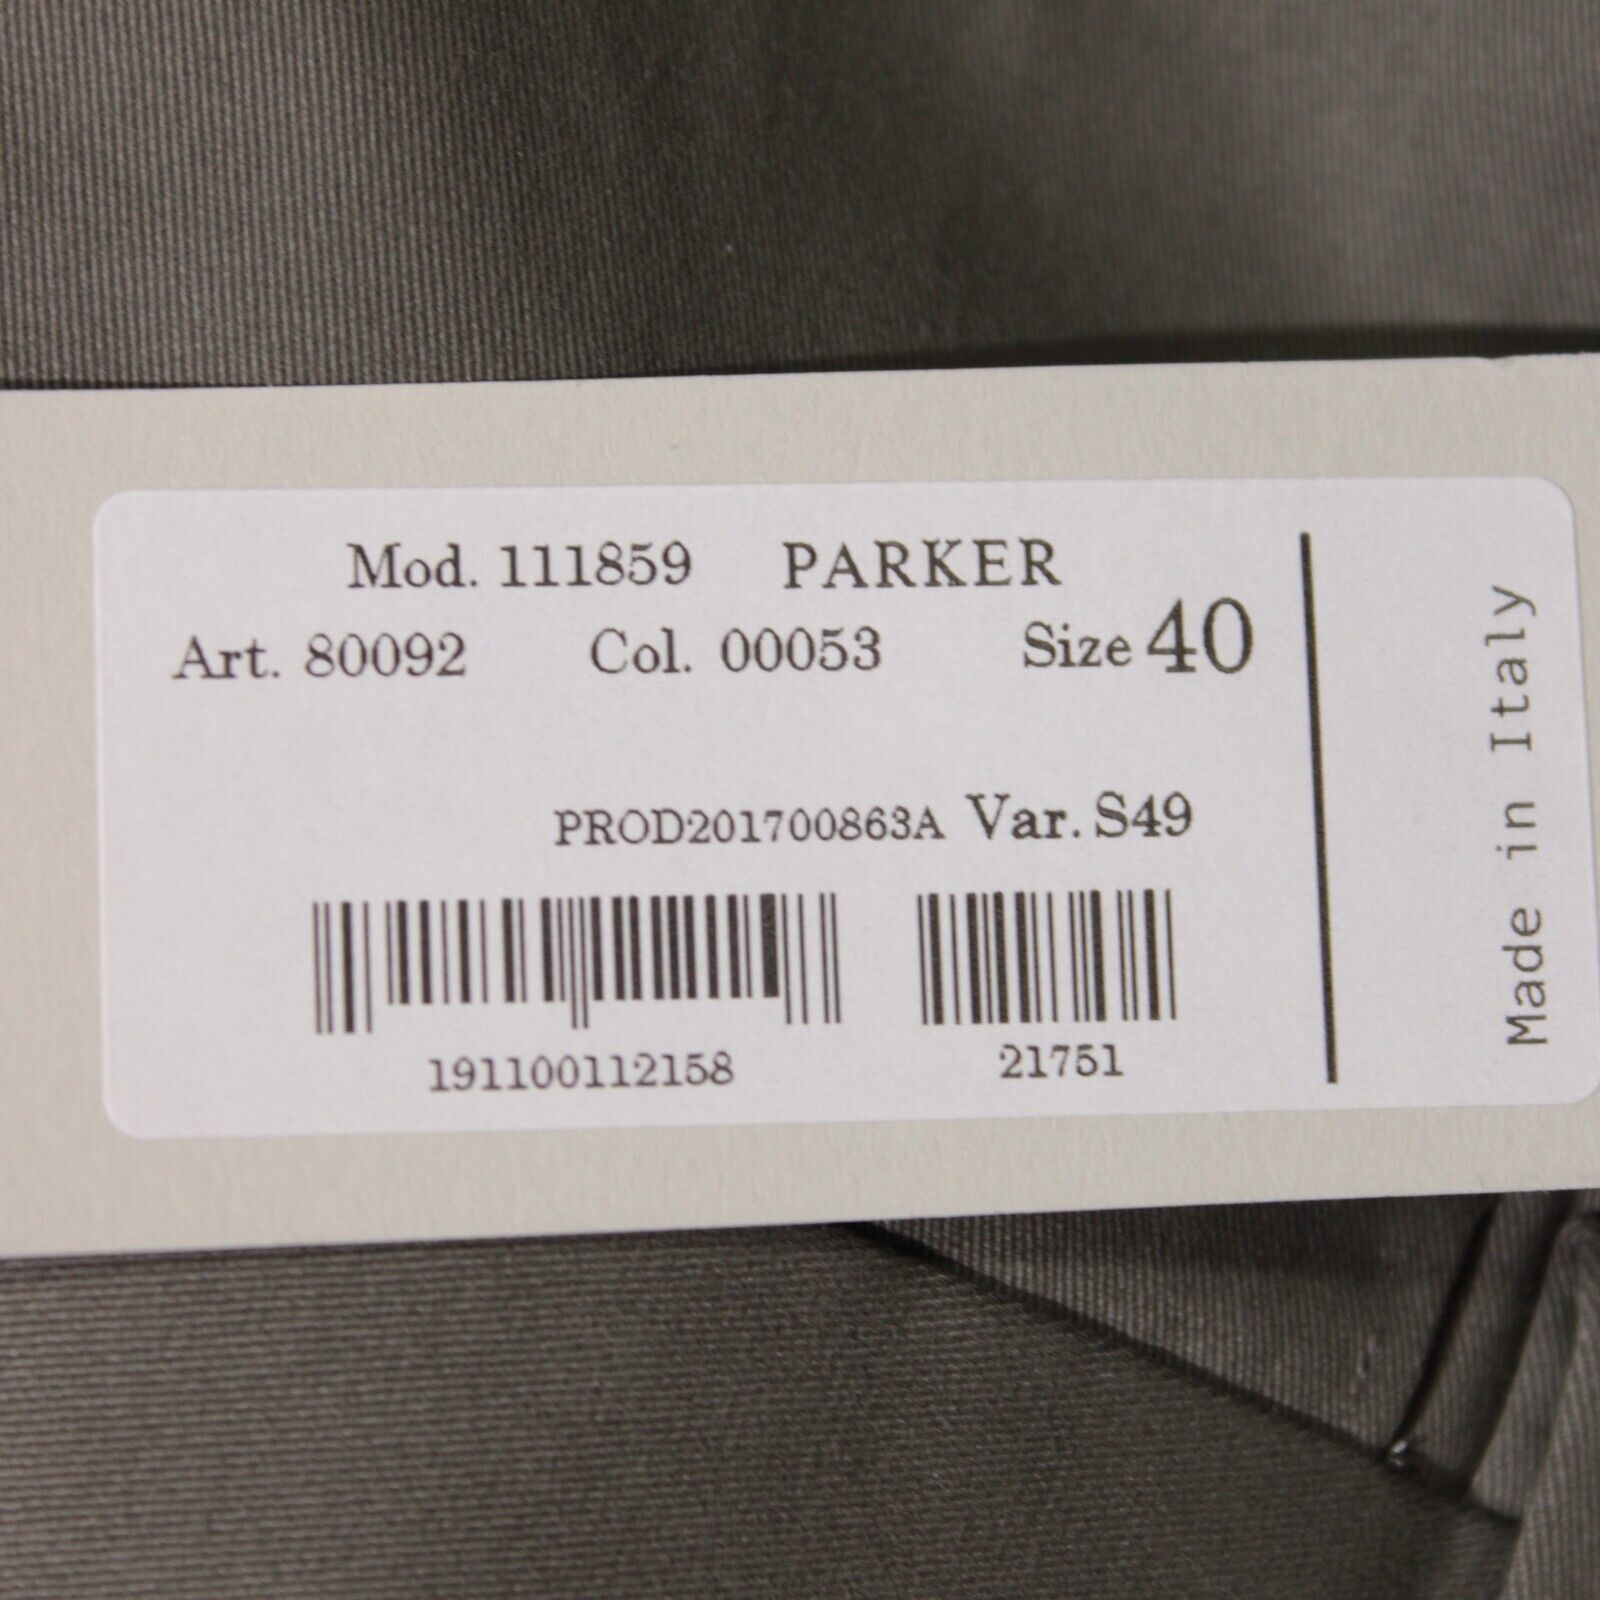 Mod. 111859 PARKER
Art. 80092 Col. 00053 Size 40
PROD201700863A Var. S49
191100112158 21751
Made in Italy